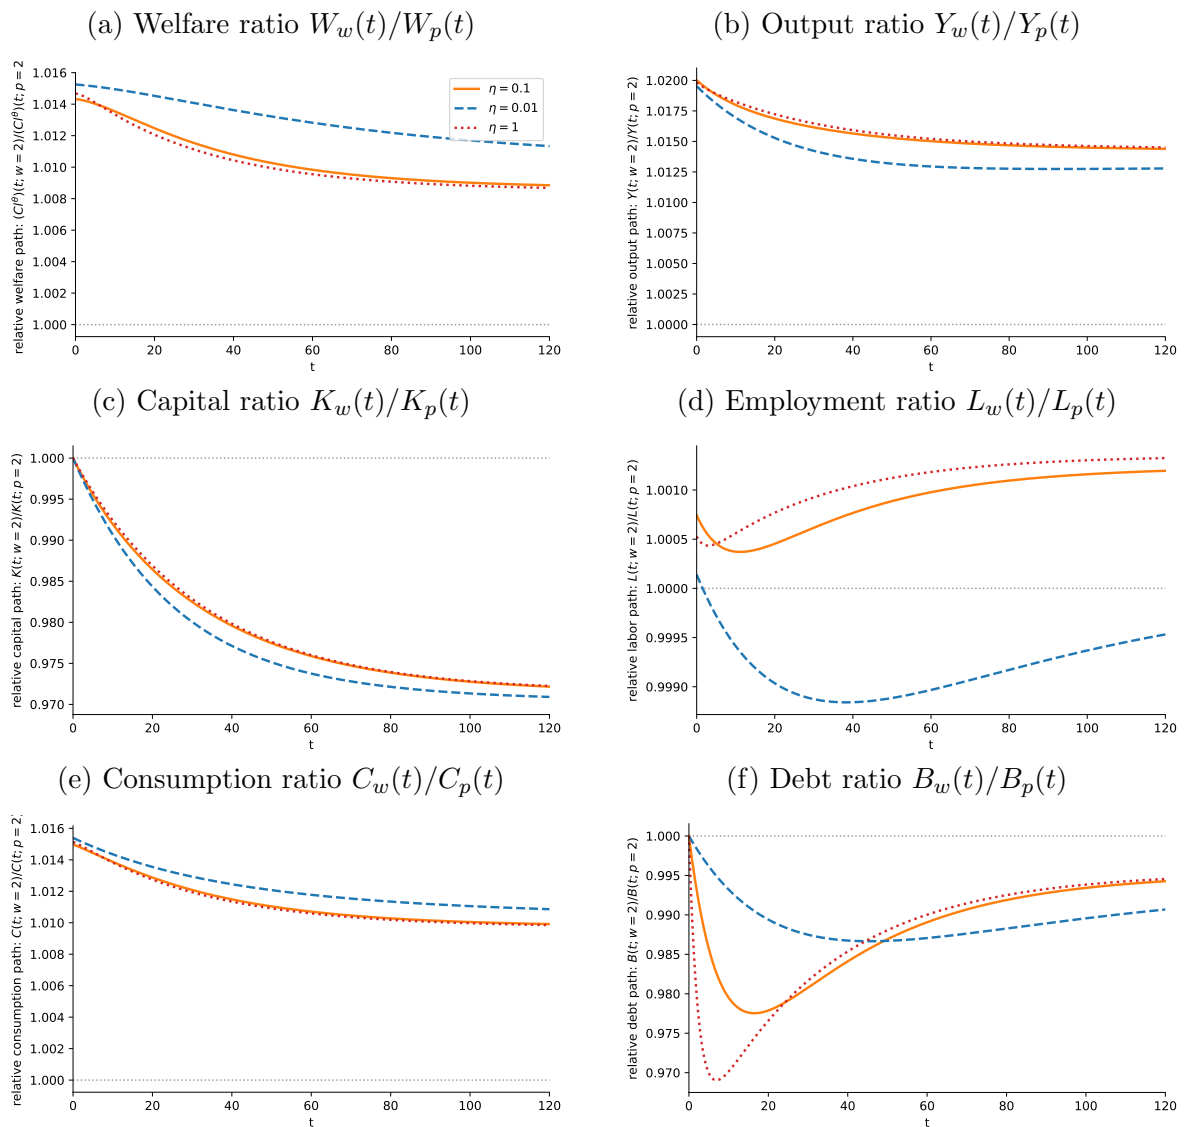 (a) Welfare ratio W_w(t)/W_p(t)
relative welfare path: (Cl^θ)(t; w = 2)/(Cl^θ)(t; p = 2
1.016
1.014
1.012
1.010
1.008
1.006
1.004
1.002
1.000
η = 0.1
η = 0.01
η = 1
0 20 40 60 80 100 120
t
(b) Output ratio Y_w(t)/Y_p(t)
relative output path: Y(t; w = 2)/Y(t; p = 2)
1.0200
1.0175
1.0150
1.0125
1.0100
1.0075
1.0050
1.0025
1.0000
0 20 40 60 80 100 120
t
(c) Capital ratio K_w(t)/K_p(t)
relative capital path: K(t; w = 2)/K(t; p = 2)
1.000
0.995
0.990
0.985
0.980
0.975
0.970
0 20 40 60 80 100 120
t
(d) Employment ratio L_w(t)/L_p(t)
relative labor path: L(t; w = 2)/L(t; p = 2)
1.0010
1.0005
1.0000
0.9995
0.9990
0 20 40 60 80 100 120
t
(e) Consumption ratio C_w(t)/C_p(t)
relative consumption path: C(t; w = 2)/C(t; p = 2)
1.016
1.014
1.012
1.010
1.008
1.006
1.004
1.002
1.000
0 20 40 60 80 100 120
t
(f) Debt ratio B_w(t)/B_p(t)
relative debt path: B(t; w = 2)/B(t; p = 2)
1.000
0.995
0.990
0.985
0.980
0.975
0.970
0 20 40 60 80 100 120
t